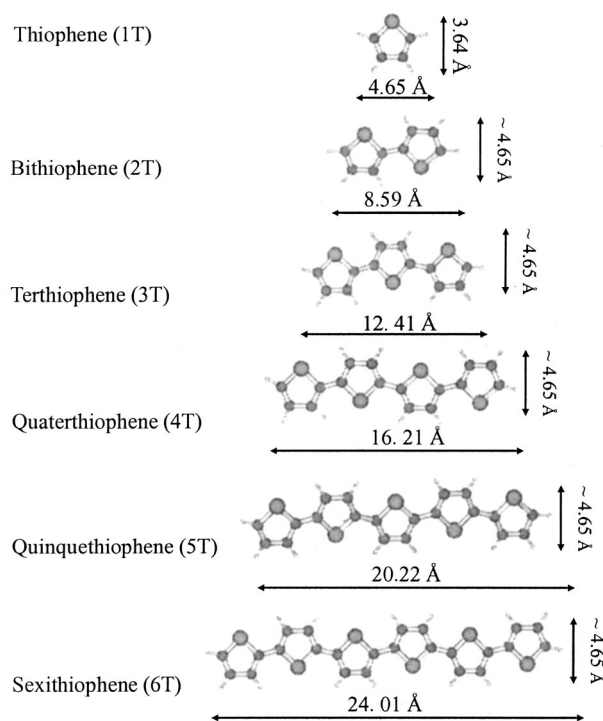 Thiophene (1T)
3.64 Å
4.65 Å
Bithiophene (2T)
~ 4.65 Å
8.59 Å
Terthiophene (3T)
~ 4.65 Å
12. 41 Å
Quaterthiophene (4T)
~ 4.65 Å
16. 21 Å
Quinquethiophene (5T)
~ 4.65 Å
20.22 Å
Sexithiophene (6T)
~ 4.65 Å
24. 01 Å